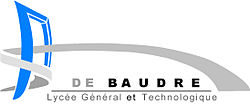 DE BAUDRE
Lycée Général et Technologique